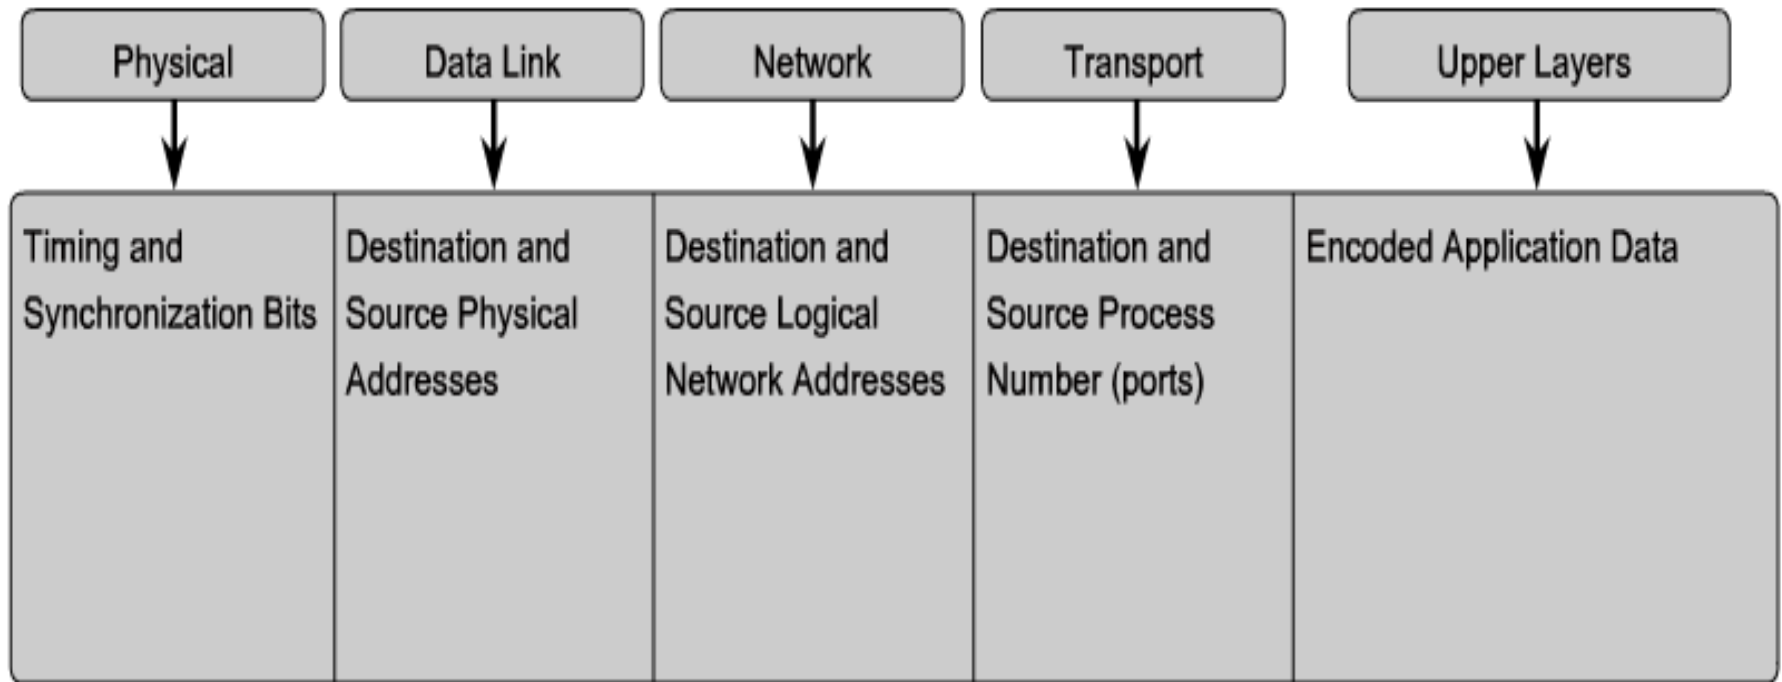 Physical
Data Link
Network
Transport
Upper Layers
Timing and
Synchronization Bits
Destination and
Source Physical
Addresses
Destination and
Source Logical
Network Addresses
Destination and
Source Process
Number (ports)
Encoded Application Data